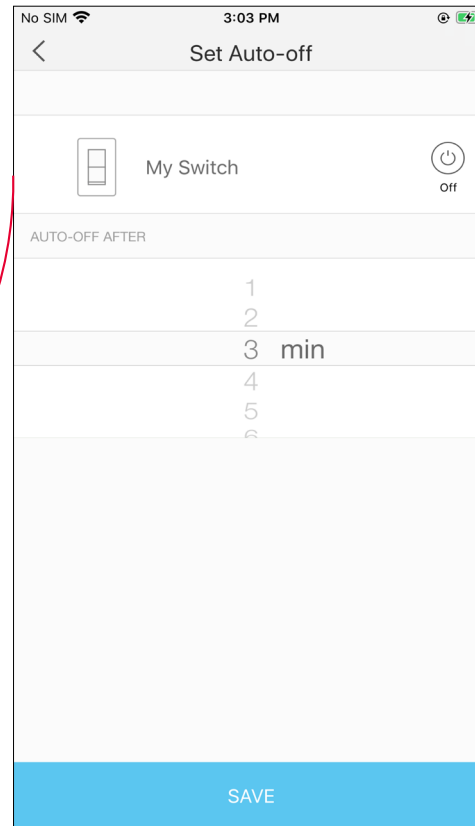 No SIM 3:03 PM
Set Auto-off
My Switch
Off
AUTO-OFF AFTER
1
2
3 min
4
5
6
SAVE